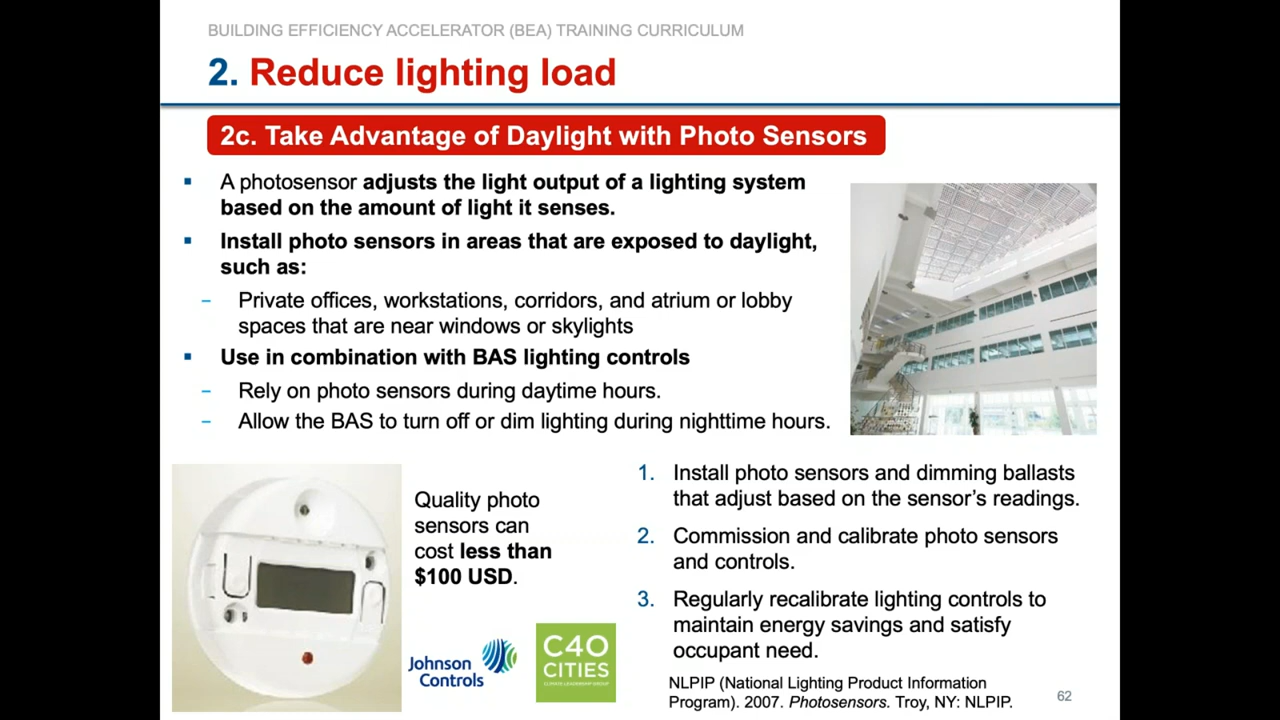 BUILDING EFFICIENCY ACCELERATOR (BEA) TRAINING CURRICULUM
2. Reduce lighting load
2c. Take Advantage of Daylight with Photo Sensors
▪ A photosensor adjusts the light output of a lighting system
based on the amount of light it senses.
▪ Install photo sensors in areas that are exposed to daylight,
such as:
– Private offices, workstations, corridors, and atrium or lobby
spaces that are near windows or skylights
▪ Use in combination with BAS lighting controls
– Rely on photo sensors during daytime hours.
– Allow the BAS to turn off or dim lighting during nighttime hours.
Quality photo
sensors can
cost less than
$100 USD.
Johnson
Controls
C40
CITIES
CLIMATE LEADERSHIP GROUP
1. Install photo sensors and dimming ballasts
that adjust based on the sensor's readings.
2. Commission and calibrate photo sensors
and controls.
3. Regularly recalibrate lighting controls to
maintain energy savings and satisfy
occupant need.
NLPIP (National Lighting Product Information
Program). 2007. Photosensors. Troy, NY: NLPIP.
62